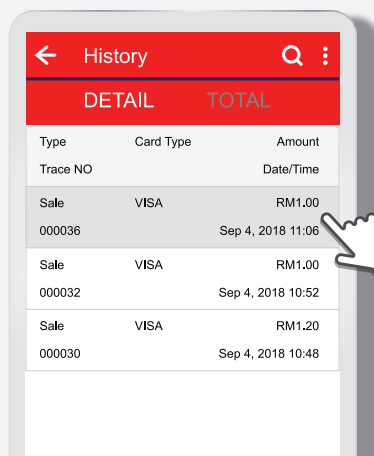 History
DETAIL TOTAL
Type Card Type Amount
Trace NO Date/Time
Sale VISA RM1.00
000036 Sep 4, 2018 11:06
Sale VISA RM1.00
000032 Sep 4, 2018 10:52
Sale VISA RM1.20
000030 Sep 4, 2018 10:48